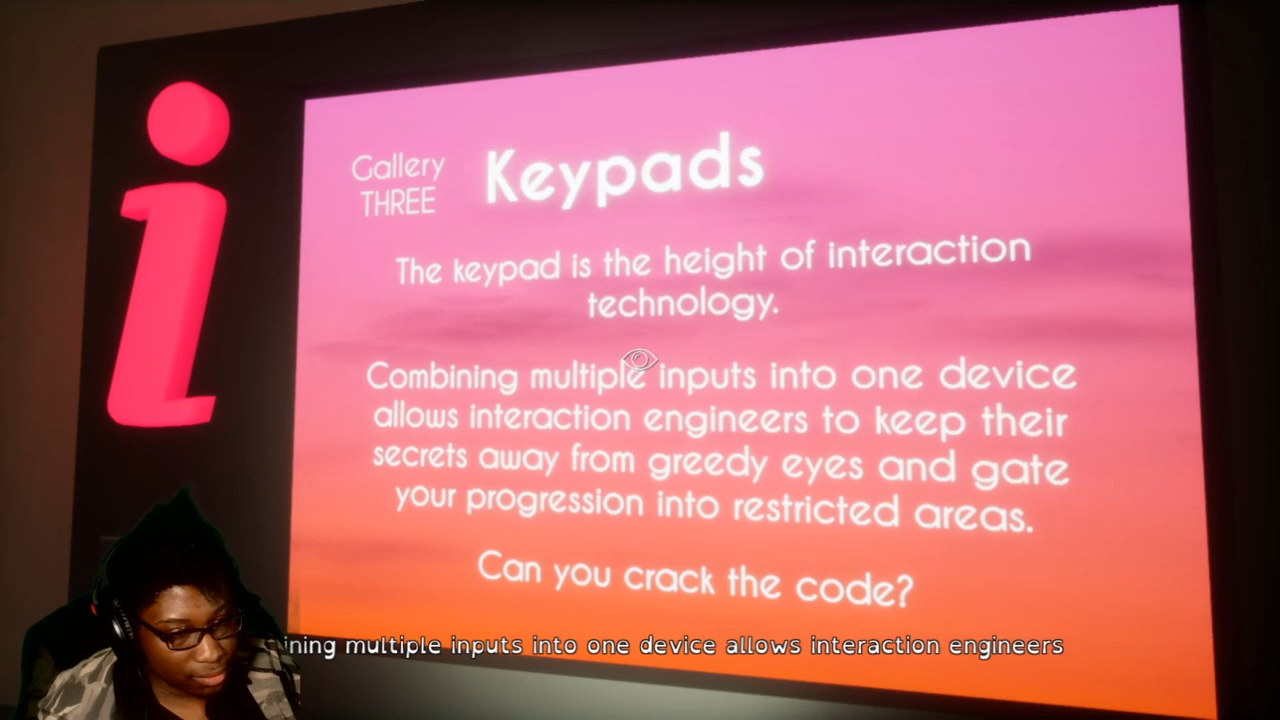 i
Gallery
THREE
Keypads
The keypad is the height of interaction
technology.
Combining multiple inputs into one device
allows interaction engineers to keep their
secrets away from greedy eyes and gate
your progression into restricted areas.
Can you crack the code?
ining multiple inputs into one device allows interaction engineers